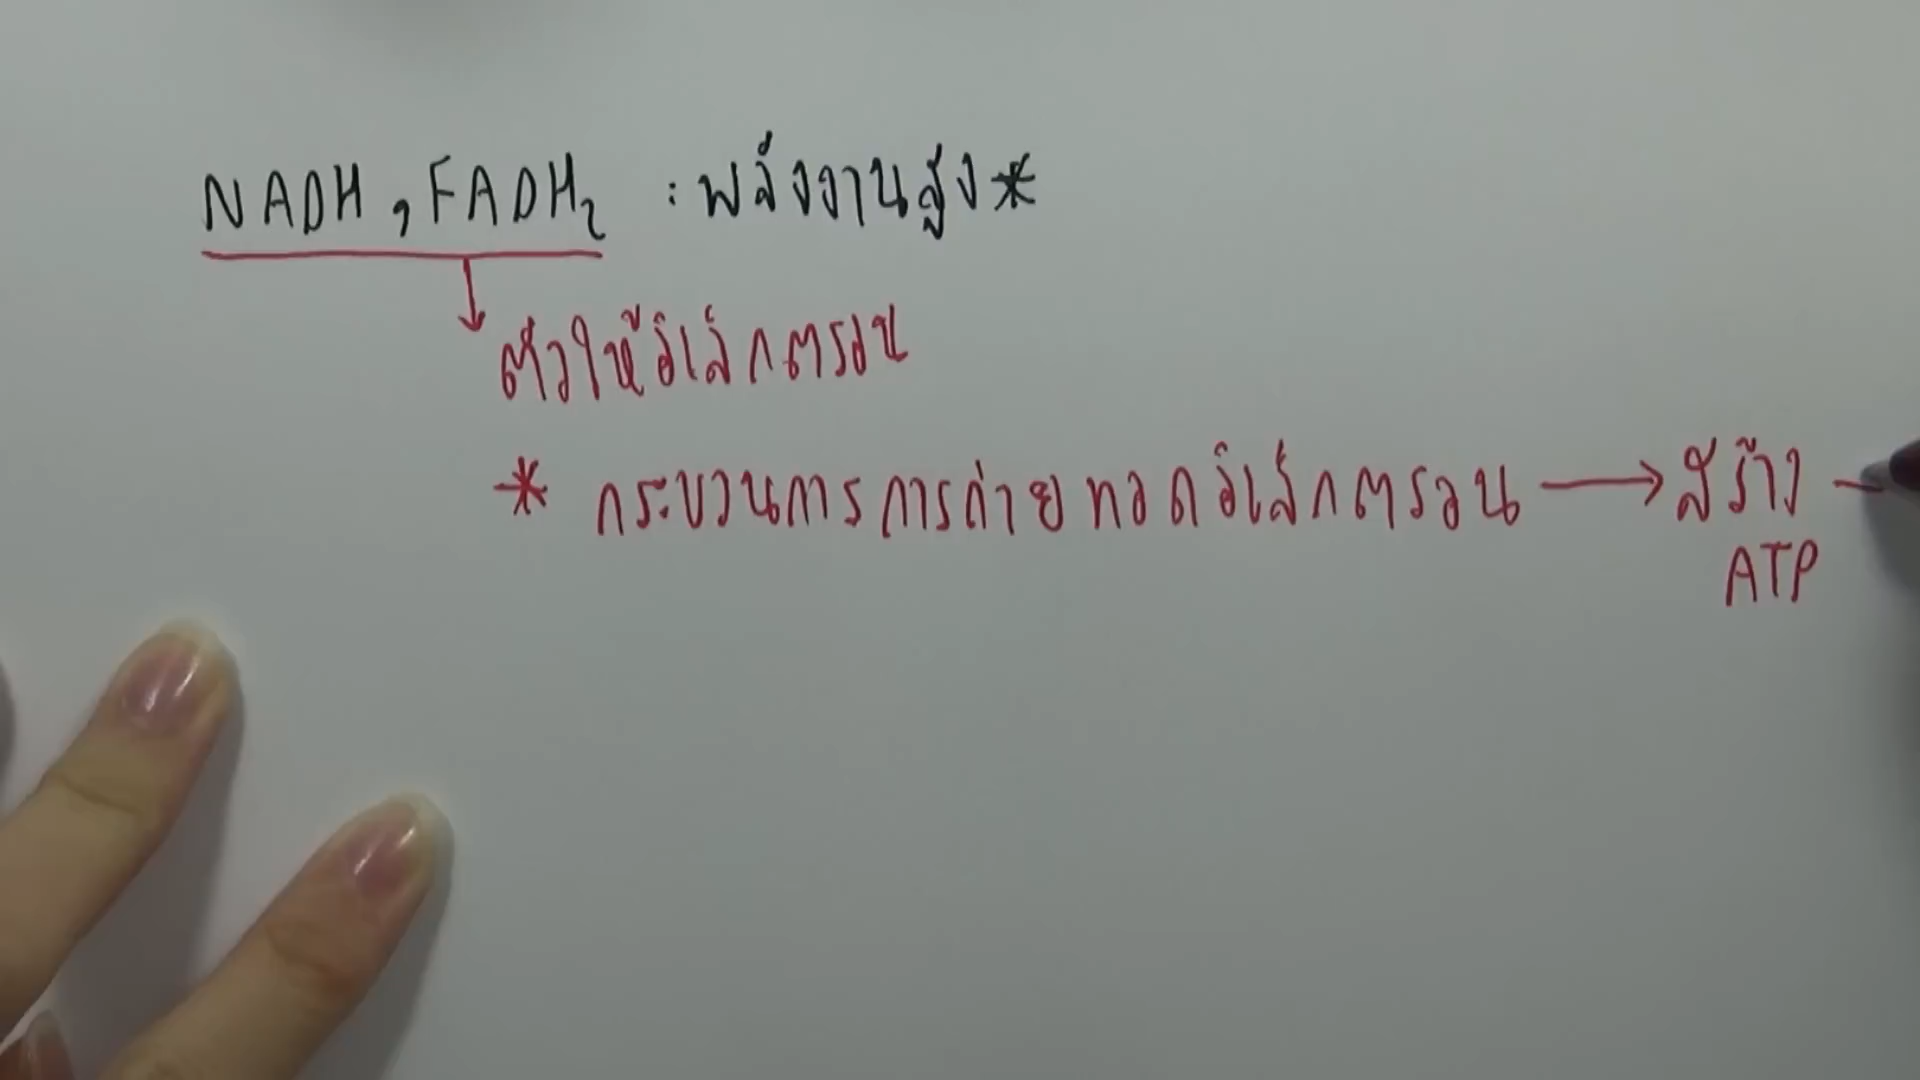 NADH , FADH₂ : พลังงานสูง*
ตัวให้อิเล็กตรอน
* กระบวนการการถ่ายทอดอิเล็กตรอน → สร้าง
ATP